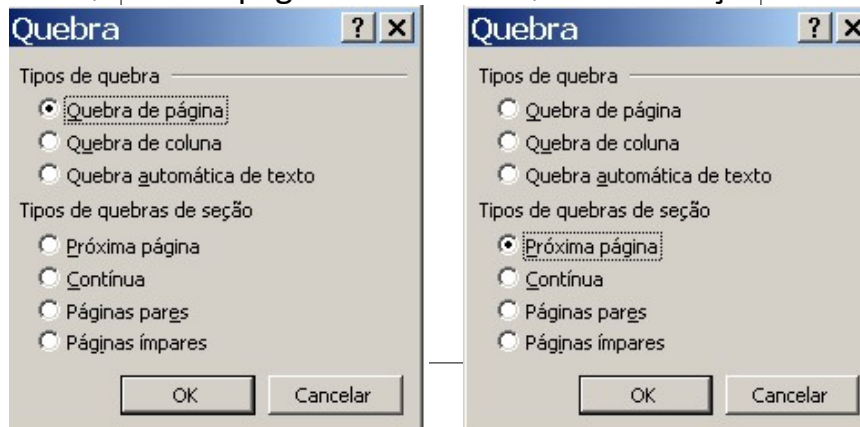 Quebra
Tipos de quebra
Quebra de página
Quebra de coluna
Quebra automática de texto
Tipos de quebras de seção
Próxima página
Contínua
Páginas pares
Páginas ímpares
OK Cancelar
Quebra
Tipos de quebra
Quebra de página
Quebra de coluna
Quebra automática de texto
Tipos de quebras de seção
Próxima página
Contínua
Páginas pares
Páginas ímpares
OK Cancelar